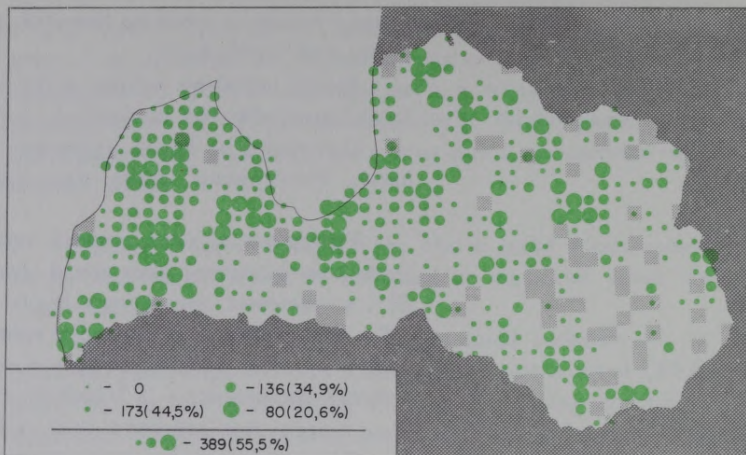 - 0
- 136 (34,9%)
- 173 (44,5%)
- 80 (20,6%)
- 389 (55,5%)